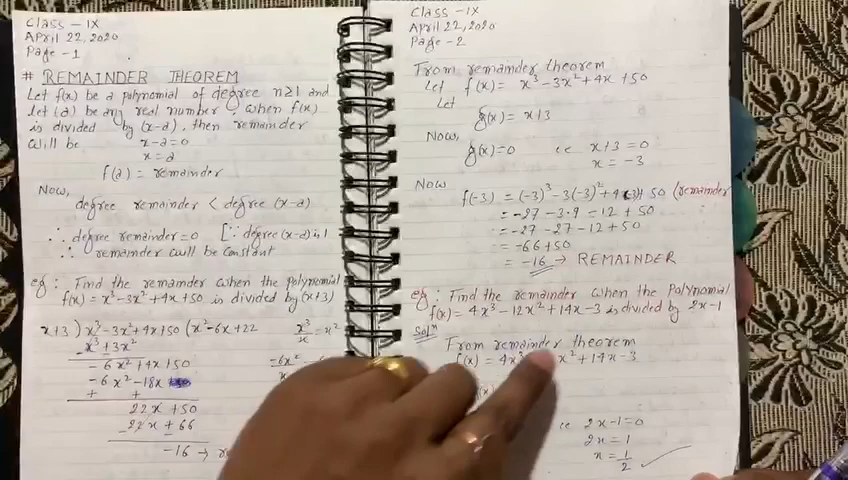 Class - IX
April 22, 2020
Page - 1
# REMAINDER THEOREM
Let f(x) be a polynomial of degree n≥1 and
let (a) be any real number. When f(x)
is divided by (x-a), then remainder
will be
x-a=0
x=a
f(a) = remainder
Now,
degree remainder < degree (x-a)
∴ degree remainder=0 [∵ degree (x-a) is 1
∴ remainder will be constant
eg: Find the remainder when the polynomial
f(x) = x³-3x²+4x+50 is divided by (x+3)
x+3) x³-3x²+4x+50 (x²-6x+22
x³/x = x²
x³+3x²
-6x²+4x+50
-6x²
-6x²-18x
+ +
22x+50
22x+66
-16 →
Class - IX
April 22, 2020
Page - 2
From remainder theorem
Let f(x) = x³-3x²+4x+50
Let
g(x) = x+3
Now,
g(x)=0 ie x+3=0
x = -3
Now
f(-3) = (-3)³-3(-3)²+4(-3)+50 (remainder
= -27-3.9-12+50
= -27-27-12+50
= -66+50
= -16 → REMAINDER
eg: Find the remainder when the polynomial
f(x) = 4x³-12x²+14x-3 is divided by 2x-1
Solⁿ
From remainder theorem
f(x) = 4x³ x²+14x-3
ie 2x-1=0
2x = 1
x = 1/2